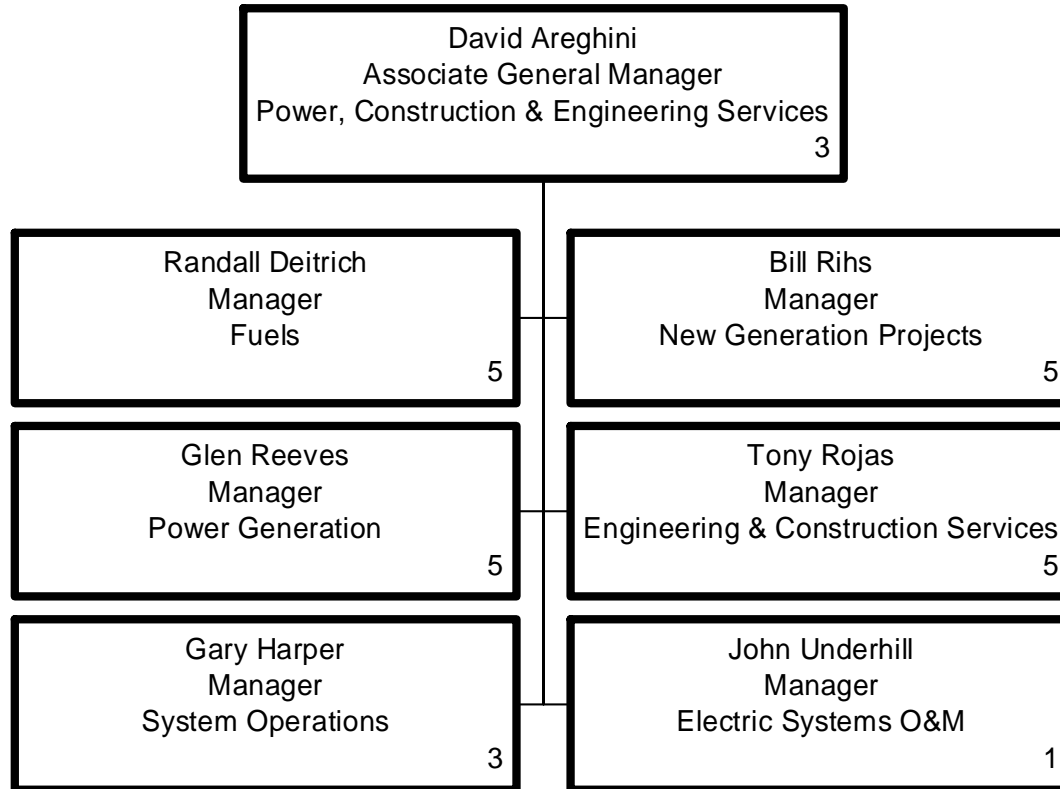 David Areghini
Associate General Manager
Power, Construction & Engineering Services
3
Randall Deitrich
Manager
Fuels
5
Bill Rihs
Manager
New Generation Projects
5
Glen Reeves
Manager
Power Generation
5
Tony Rojas
Manager
Engineering & Construction Services
5
Gary Harper
Manager
System Operations
3
John Underhill
Manager
Electric Systems O&M
1